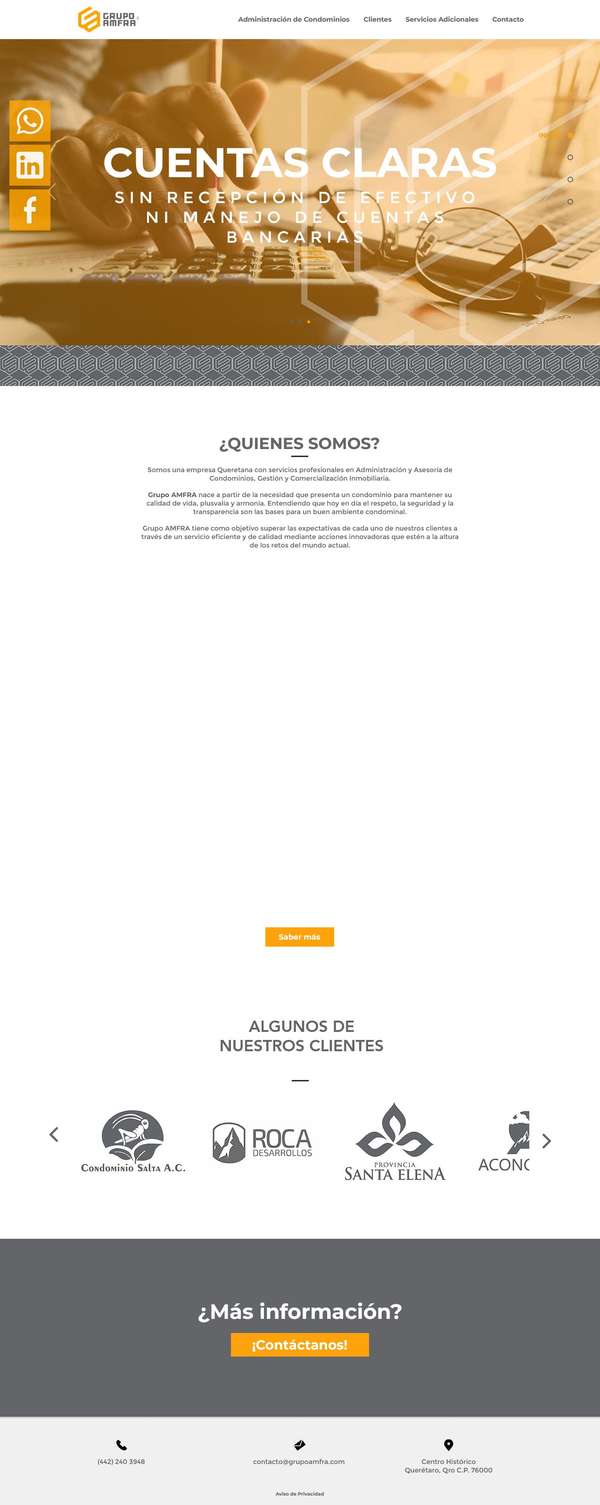 GRUPO
AMFRA
Administración de Condominios
Clientes
Servicios Adicionales
Contacto
CUENTAS CLARAS
SIN RECEPCIÓN DE EFECTIVO
NI MANEJO DE CUENTAS
BANCARIAS
¿QUIENES SOMOS?
Somos una empresa Queretana con servicios profesionales en Administración y Asesoría de
Condominios, Gestión y Comercialización Inmobiliaria.
Grupo AMFRA nace a partir de la necesidad que presenta un condominio para mantener su
calidad de vida, plusvalía y armonía. Entendiendo que hoy en día el respeto, la seguridad y la
transparencia son las bases para un buen ambiente condominal.
Grupo AMFRA tiene como objetivo superar las expectativas de cada uno de nuestros clientes a
través de un servicio eficiente y de calidad mediante acciones innovadoras que estén a la altura
de los retos del mundo actual.
Saber más
ALGUNOS DE
NUESTROS CLIENTES
Condominio Salta A.C.
ROCA
DESARROLLOS
PROVINCIA
SANTA ELENA
ACONC
¿Más información?
¡Contáctanos!
(442) 240 3948
contacto@grupoamfra.com
Centro Histórico
Querétaro, Qro C.P. 76000
Aviso de Privacidad